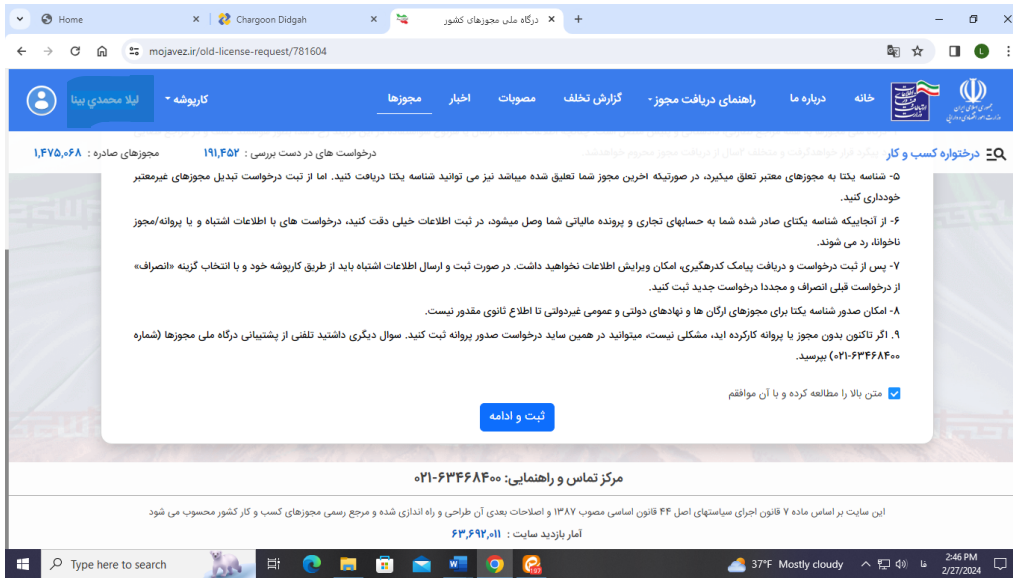 Home
Chargoon Didgah
درگاه ملی مجوزهای کشور
mojavez.ir/old-license-request/781604
L
خانه
درباره ما
راهنمای دریافت مجوز
گزارش تخلف
مصوبات
اخبار
مجوزها
کارپوشه
ليلا محمدي بينا
درختواره کسب و کار
درخواست های در دست بررسی : ۱۹۱,۴۵۲
مجوزهای صادره : ۱,۴۷۵,۰۶۸
۵- شناسه یکتا به مجوزهای معتبر تعلق میگیرد، در صورتیکه آخرین مجوز شما تعلیق شده میباشد نیز می توانید شناسه یکتا دریافت کنید. اما از ثبت درخواست تبدیل مجوزهای غیرمعتبر
خودداری کنید.
۶- از آنجاییکه شناسه یکتای صادر شده شما به حسابهای تجاری و پرونده مالیاتی شما وصل میشود، در ثبت اطلاعات خیلی دقت کنید، درخواست های با اطلاعات اشتباه و یا پروانه/مجوز
ناخوانا، رد می شوند.
۷- پس از ثبت درخواست و دریافت پیامک کدرهگیری، امکان ویرایش اطلاعات نخواهید داشت. در صورت ثبت و ارسال اطلاعات اشتباه باید از طریق کارپوشه خود و با انتخاب گزینه «انصراف»
از درخواست قبلی انصراف و مجددا درخواست جدید ثبت کنید.
۸- امکان صدور شناسه یکتا برای مجوزهای ارگان ها و نهادهای دولتی و عمومی غیردولتی تا اطلاع ثانوی مقدور نیست.
۹. اگر تاکنون بدون مجوز یا پروانه کارکرده اید، مشکلی نیست، میتوانید در همین ساید درخواست صدور پروانه ثبت کنید. سوال دیگری داشتید تلفنی از پشتیبانی درگاه ملی مجوزها (شماره
۰۲۱-۶۳۴۶۸۴۰۰) بپرسید.
متن بالا را مطالعه کرده و با آن موافقم
ثبت و ادامه
مرکز تماس و راهنمایی: ۰۲۱-۶۳۴۶۸۴۰۰
این سایت بر اساس ماده ۷ قانون اجرای سیاستهای اصل ۴۴ قانون اساسی مصوب ۱۳۸۷ و اصلاحات بعدی آن طراحی و راه اندازی شده و مرجع رسمی مجوزهای کسب و کار کشور محسوب می شود
آمار بازدید سایت : ۶۳,۶۹۲,۰۱۱
Type here to search
37°F Mostly cloudy
فا
2:46 PM
2/27/2024